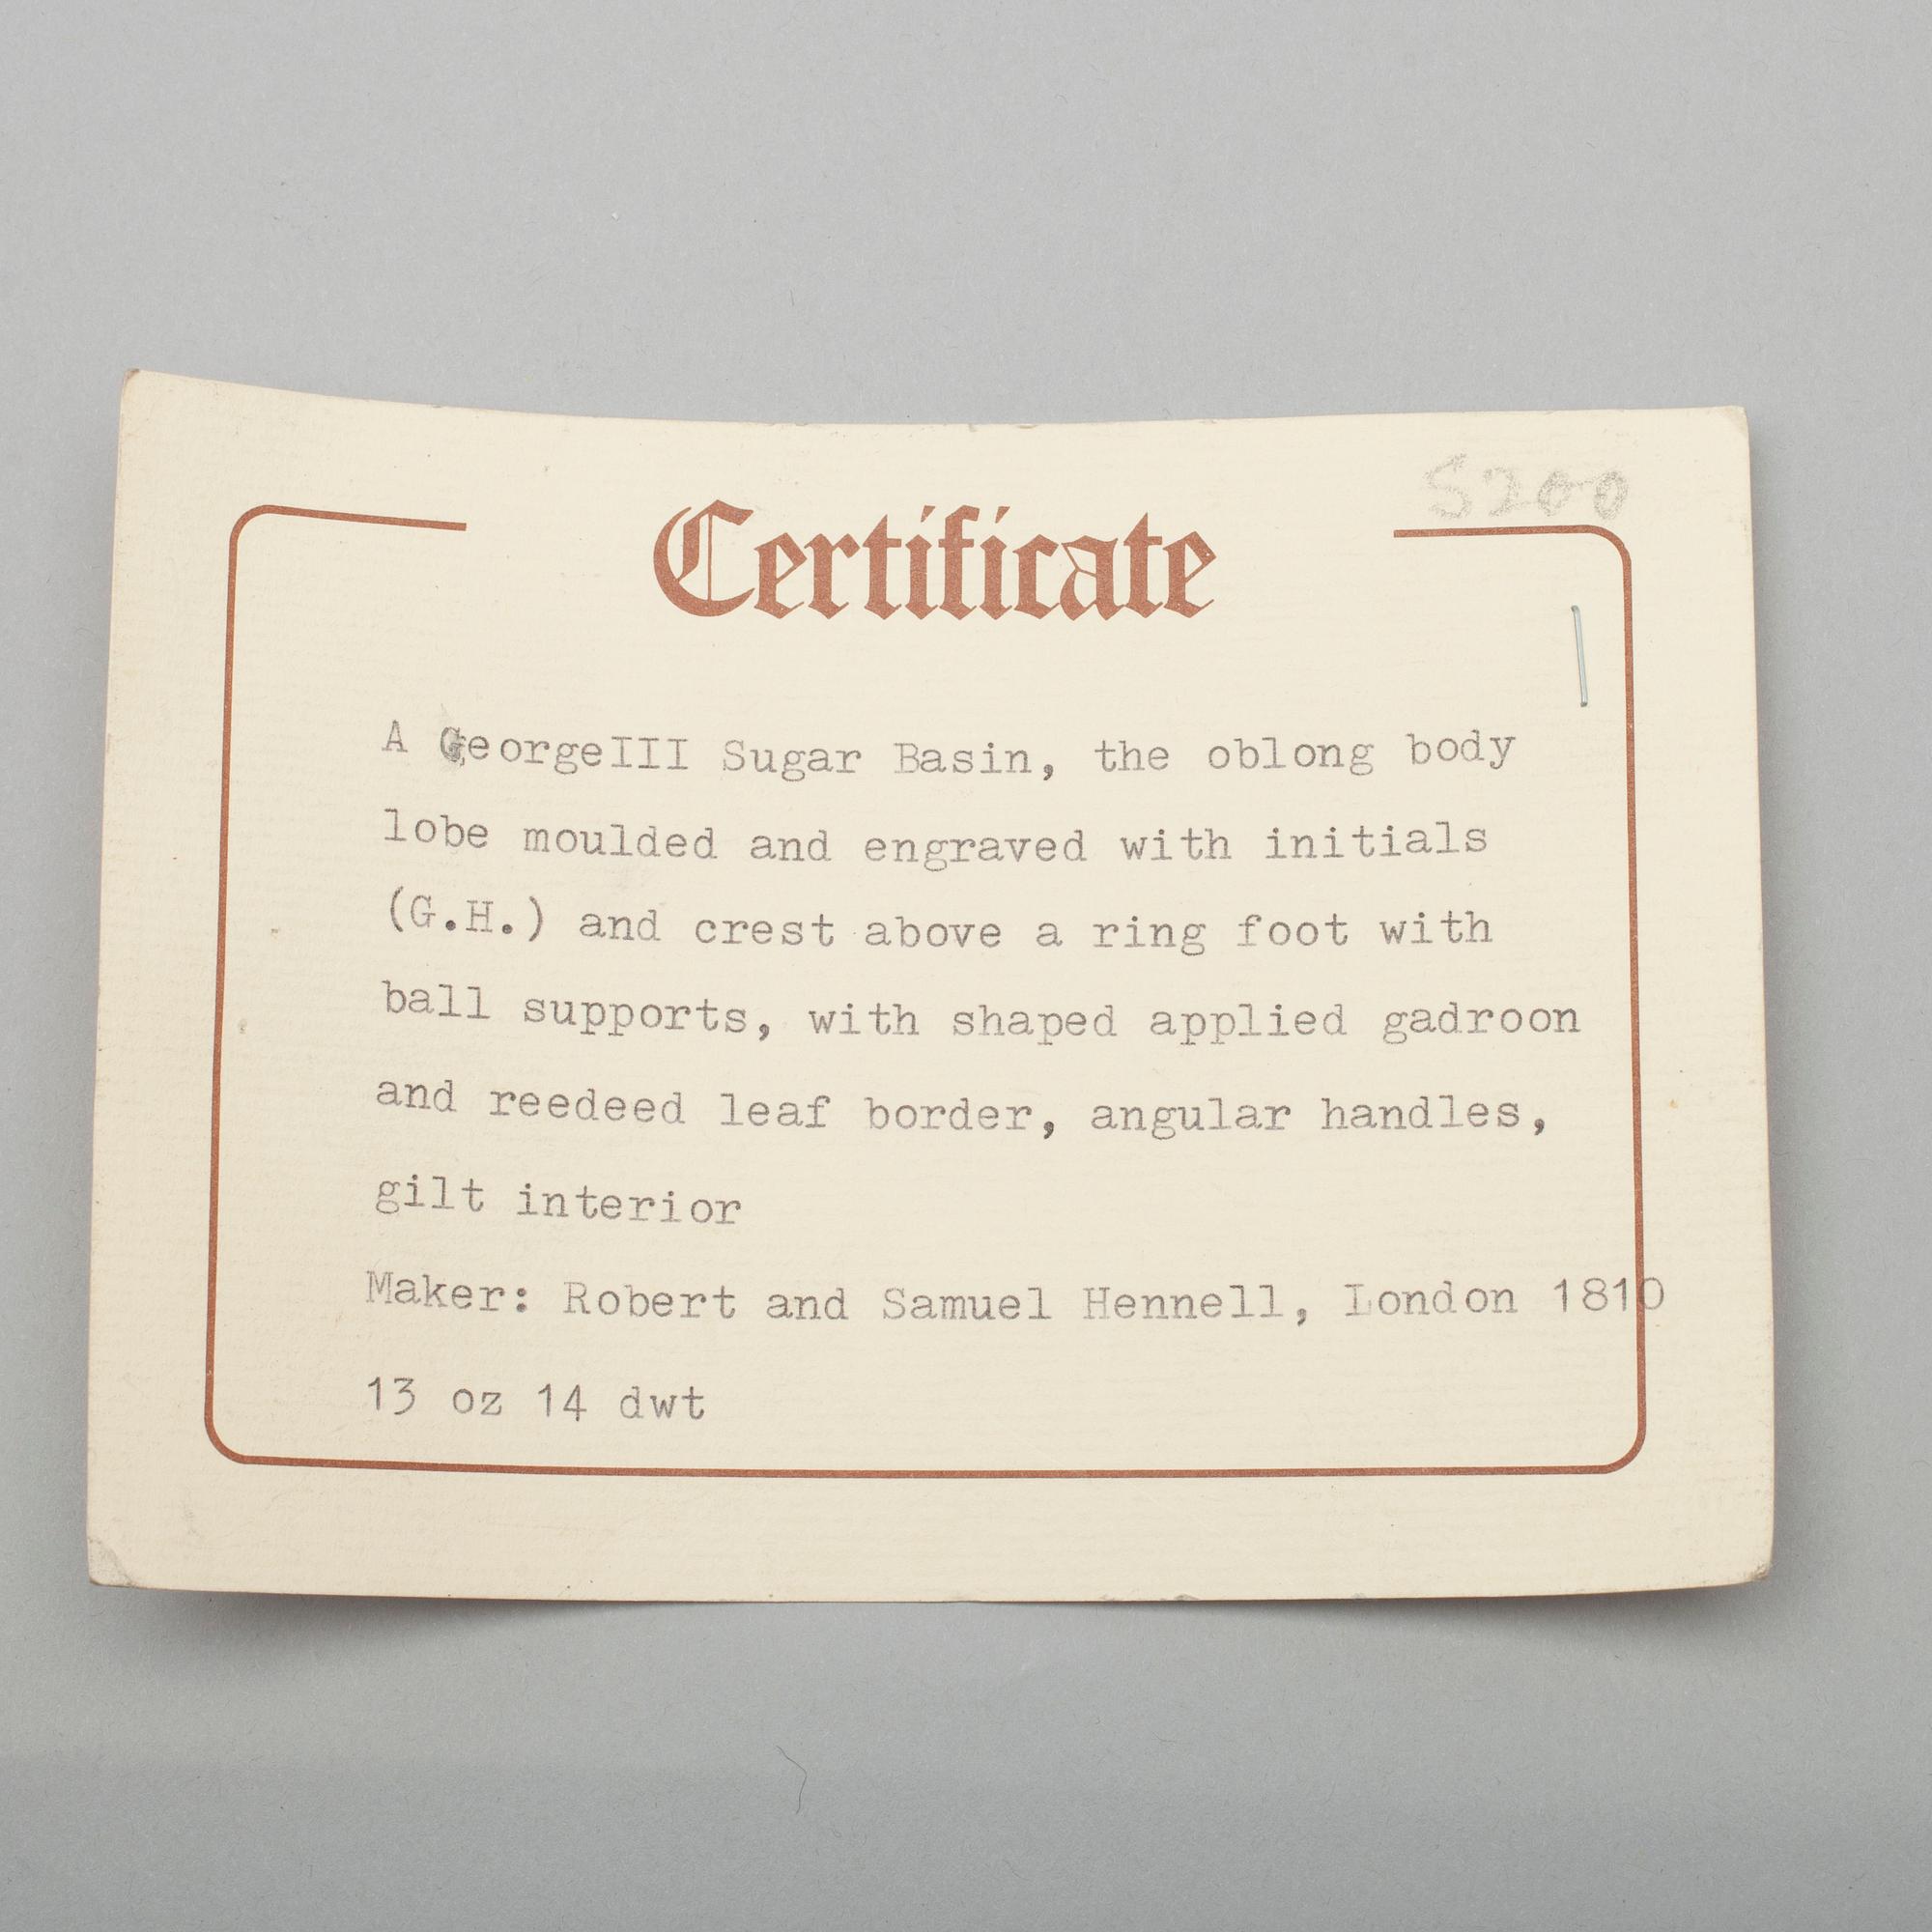 5200
Certificate
A GeorgeIII Sugar Basin, the oblong body
lobe moulded and engraved with initials
(G.H.) and crest above a ring foot with
ball supports, with shaped applied gadroon
and reedeed leaf border, angular handles,
gilt interior
Maker: Robert and Samuel Hennell, London 1810
13 oz 14 dwt